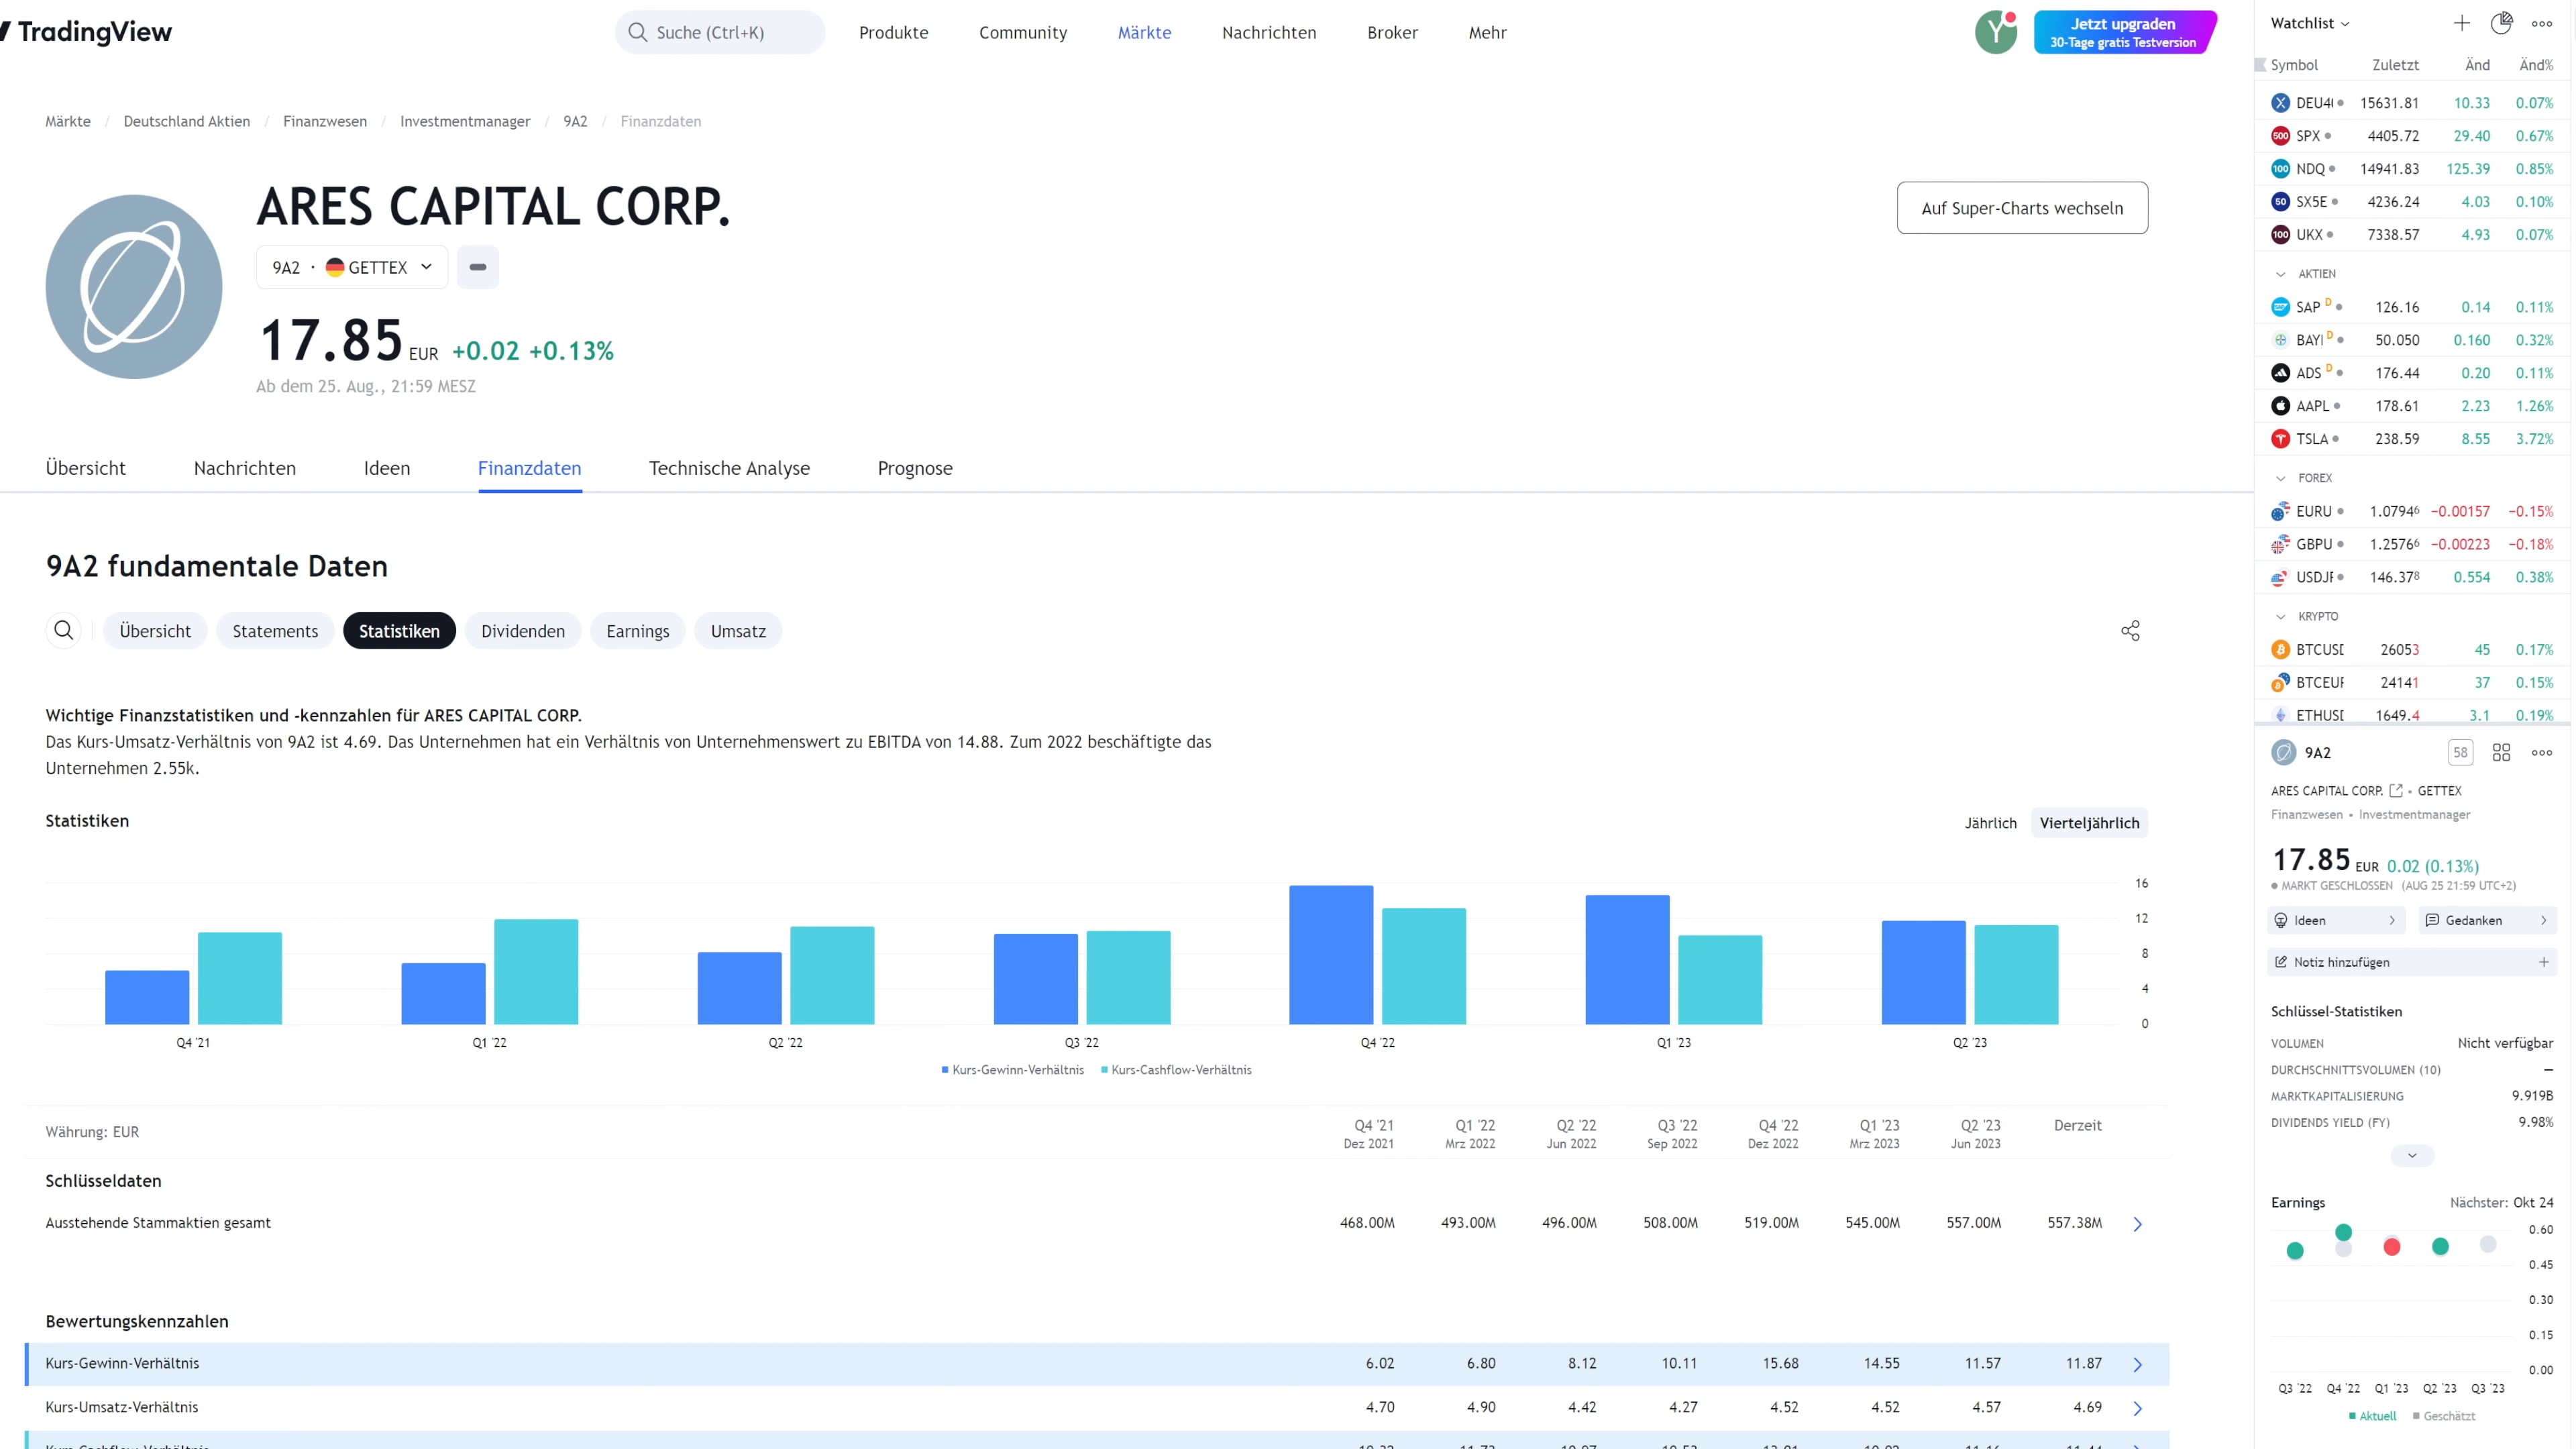 TradingView
Suche (Ctrl+K)
Produkte
Community
Märkte
Nachrichten
Broker
Mehr
Y
Jetzt upgraden
30-Tage gratis Testversion
Märkte / Deutschland Aktien / Finanzwesen / Investmentmanager / 9A2 / Finanzdaten
ARES CAPITAL CORP.
9A2 · GETTEX
Auf Super-Charts wechseln
17.85 EUR +0.02 +0.13%
Ab dem 25. Aug., 21:59 MESZ
Übersicht
Nachrichten
Ideen
Finanzdaten
Technische Analyse
Prognose
9A2 fundamentale Daten
Übersicht
Statements
Statistiken
Dividenden
Earnings
Umsatz
Wichtige Finanzstatistiken und -kennzahlen für ARES CAPITAL CORP.
Das Kurs-Umsatz-Verhältnis von 9A2 ist 4.69. Das Unternehmen hat ein Verhältnis von Unternehmenswert zu EBITDA von 14.88. Zum 2022 beschäftigte das
Unternehmen 2.55k.
Statistiken
Jährlich
Vierteljährlich
16
12
8
4
0
Q4 '21 Q1 '22 Q2 '22 Q3 '22 Q4 '22 Q1 '23 Q2 '23
Kurs-Gewinn-Verhältnis Kurs-Cashflow-Verhältnis
Währung: EUR
Q4 '21 Q1 '22 Q2 '22 Q3 '22 Q4 '22 Q1 '23 Q2 '23 Derzeit
Dez 2021 Mrz 2022 Jun 2022 Sep 2022 Dez 2022 Mrz 2023 Jun 2023
Schlüsseldaten
Ausstehende Stammaktien gesamt 468.00M 493.00M 496.00M 508.00M 519.00M 545.00M 557.00M 557.38M
Bewertungskennzahlen
Kurs-Gewinn-Verhältnis 6.02 6.80 8.12 10.11 15.68 14.55 11.57 11.87
Kurs-Umsatz-Verhältnis 4.70 4.90 4.42 4.27 4.52 4.52 4.57 4.69
Watchlist
Symbol Zuletzt Änd Änd%
DEU4 15631.81 10.33 0.07%
500 SPX 4405.72 29.40 0.67%
100 NDQ 14941.83 125.39 0.85%
50 SX5E 4236.24 4.03 0.10%
100 UKX 7338.57 4.93 0.07%
AKTIEN
SAP D 126.16 0.14 0.11%
BAY D 50.050 0.160 0.32%
ADS D 176.44 0.20 0.11%
AAPL 178.61 2.23 1.26%
TSLA 238.59 8.55 3.72%
FOREX
EURU 1.07946 −0.00157 −0.15%
GBPU 1.25766 −0.00223 −0.18%
USDJ 146.378 0.554 0.38%
KRYPTO
BTCUS 26053 45 0.17%
BTCEU 24141 37 0.15%
ETHUS 1649.4 3.1 0.19%
9A2
58
ARES CAPITAL CORP. • GETTEX
Finanzwesen • Investmentmanager
17.85 EUR 0.02 (0.13%)
MARKT GESCHLOSSEN (AUG 25 21:59 UTC+2)
Ideen
Gedanken
Notiz hinzufügen
Schlüssel-Statistiken
VOLUMEN Nicht verfügbar
DURCHSCHNITTSVOLUMEN (10) —
MARKTKAPITALISIERUNG 9.919B
DIVIDENDS YIELD (FY) 9.98%
Earnings
Nächster: Okt 24
0.60
0.45
0.30
0.15
0.00
Q3 '22 Q4 '22 Q1 '23 Q2 '23 Q3 '23
Aktuell Geschätzt